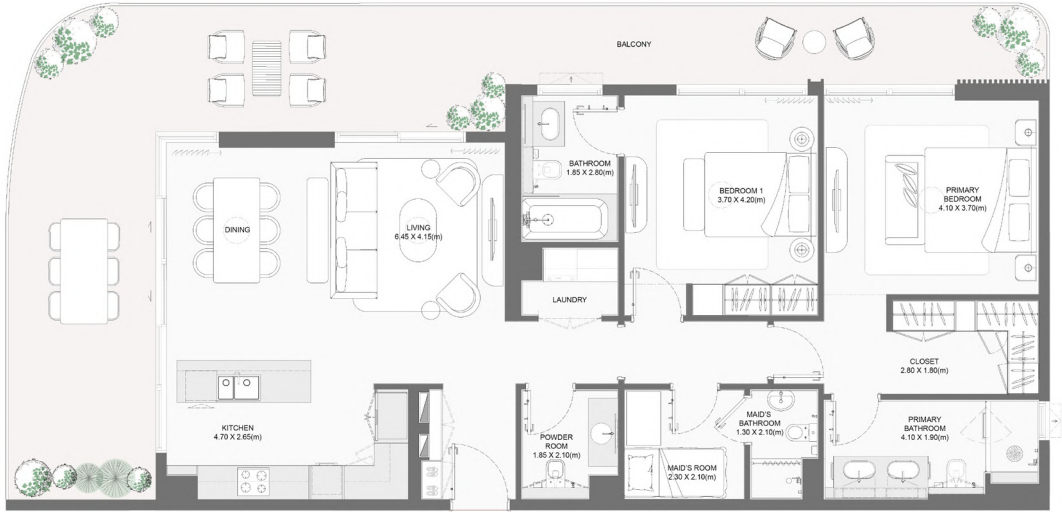 BALCONY
BATHROOM
1.85 X 2.60(m)
BEDROOM 1
3.70 X 4.20(m)
PRIMARY
BEDROOM
4.10 X 3.70(m)
DINING
LIVING
6.45 X 4.15(m)
LAUNDRY
CLOSET
2.80 X 1.80(m)
KITCHEN
4.70 X 2.65(m)
POWDER
ROOM
1.85 X 2.10(m)
MAID'S
BATHROOM
1.30 X 2.10(m)
MAID'S ROOM
2.30 X 2.10(m)
PRIMARY
BATHROOM
4.10 X 1.90(m)